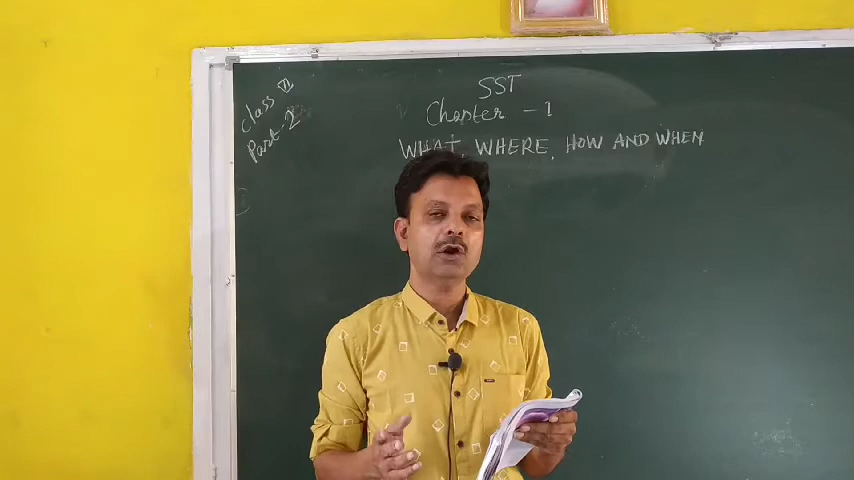 SST
Class VI
Chapter - 1
Part-2
WHAT, WHERE, HOW AND WHEN